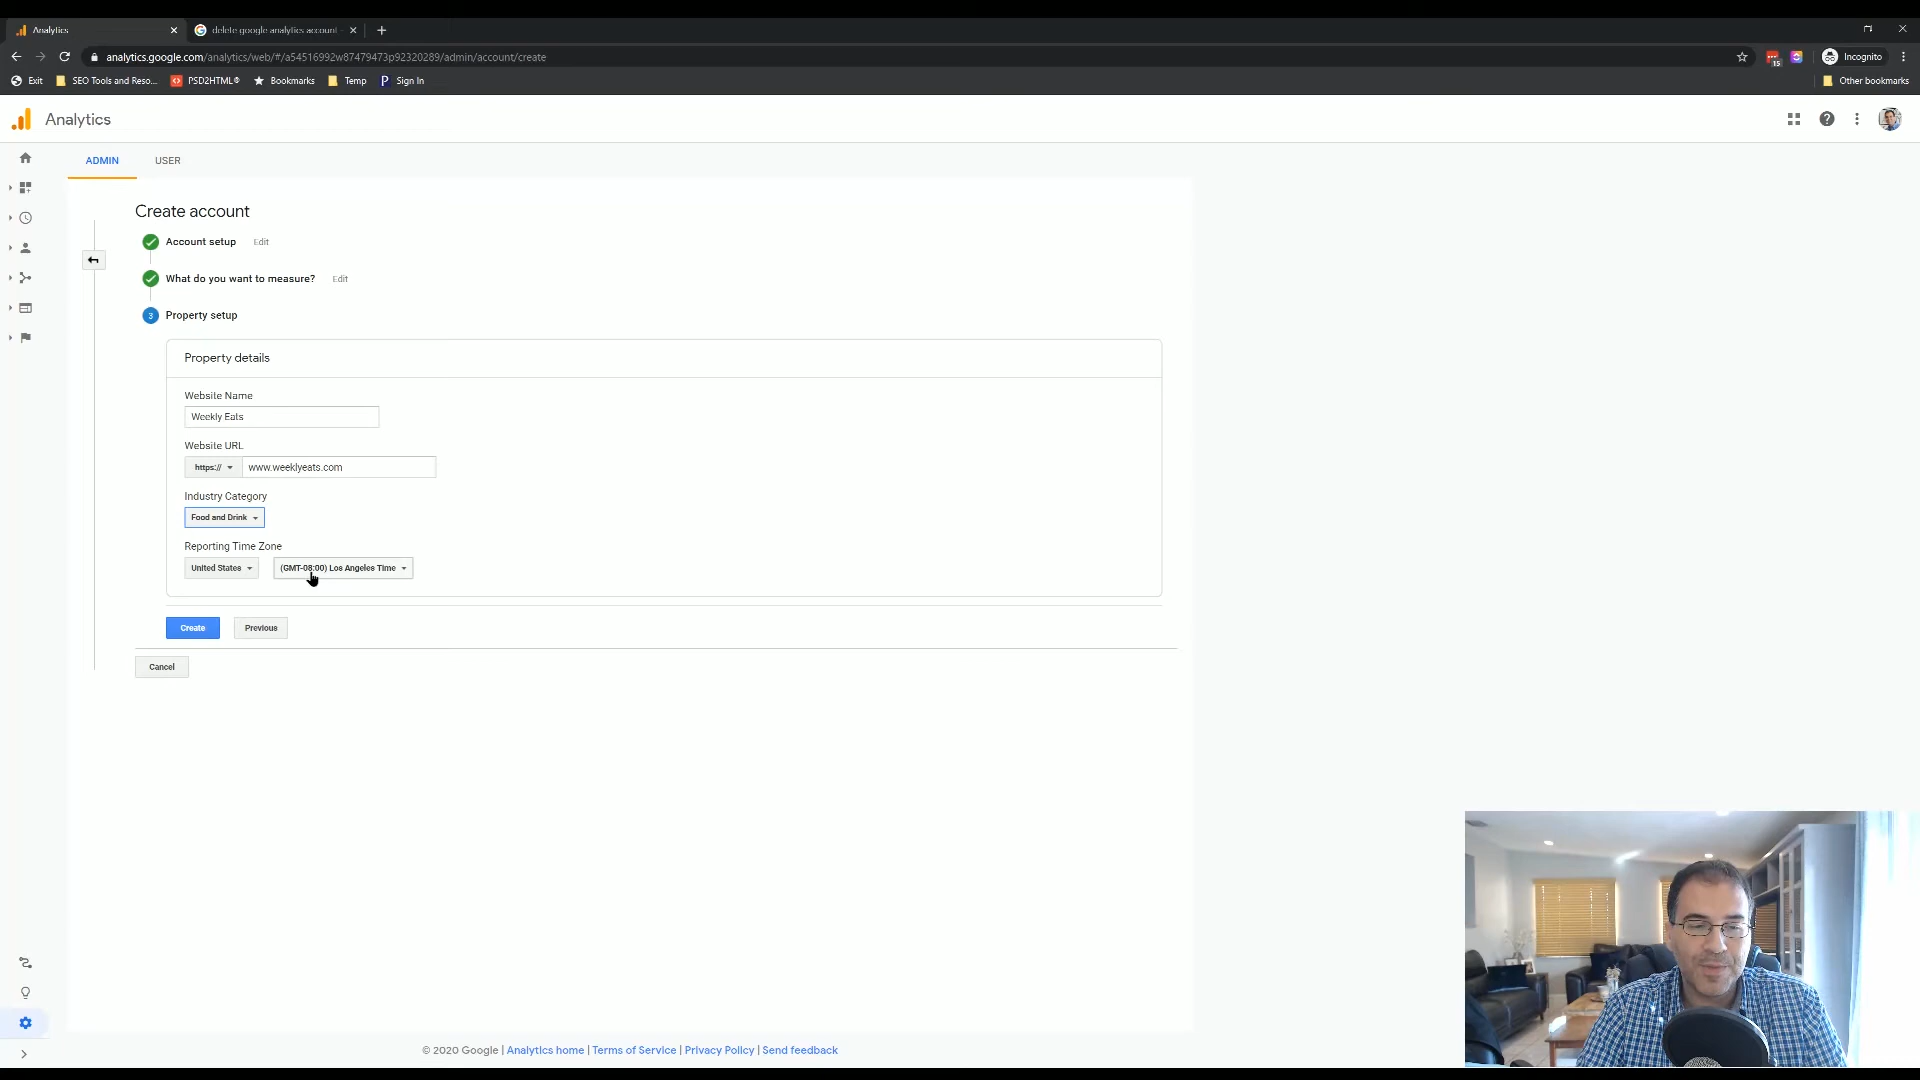 Analytics
delete google analytics account -
analytics.google.com/analytics/web/#/a54516992w87479473p92320289/admin/account/create
15
Incognito
Exit
SEO Tools and Reso...
PSD2HTML®
Bookmarks
Temp
Sign In
Other bookmarks
Analytics
ADMIN
USER
Create account
Account setup Edit
What do you want to measure? Edit
3 Property setup
Property details
Website Name
Weekly Eats
Website URL
https:// www.weeklyeats.com
Industry Category
Food and Drink
Reporting Time Zone
United States (GMT-08:00) Los Angeles Time
Create Previous
Cancel
© 2020 Google | Analytics home | Terms of Service | Privacy Policy | Send feedback